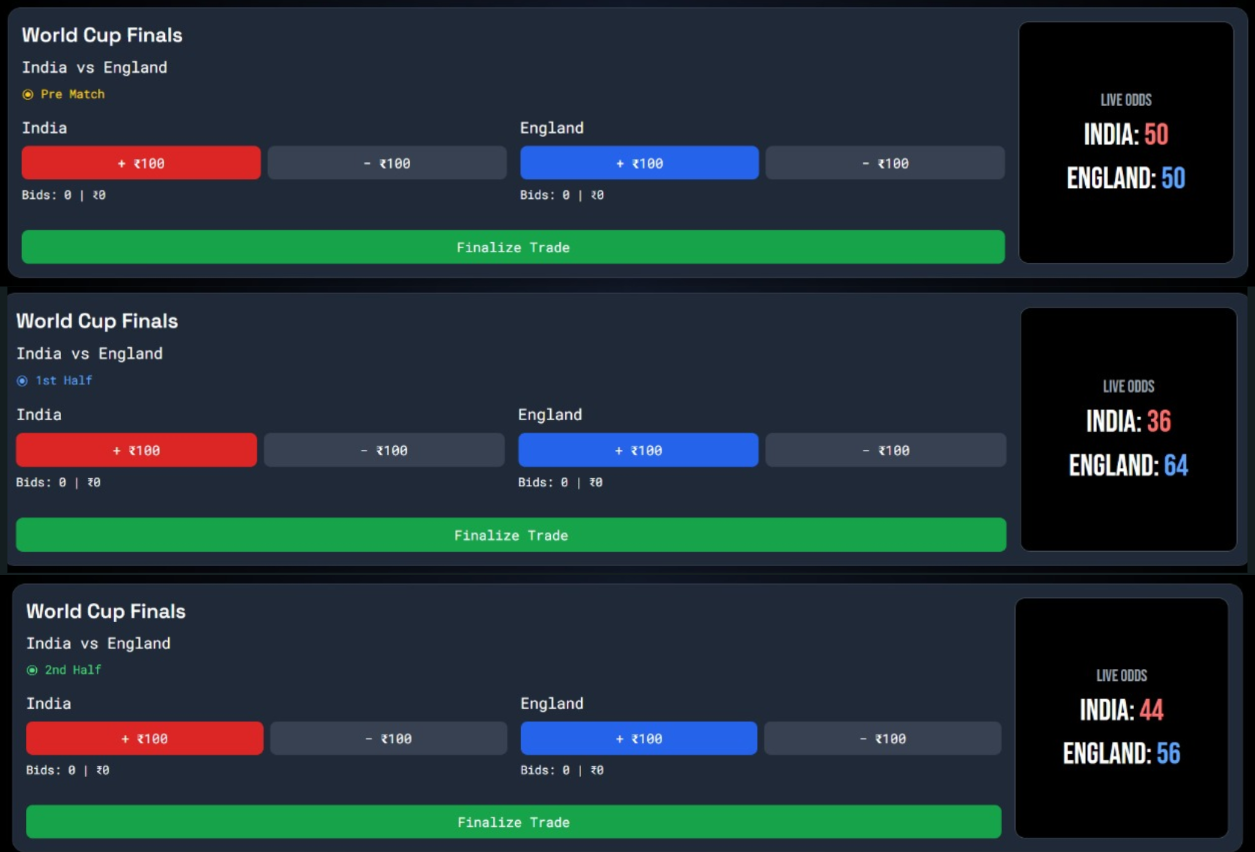 World Cup Finals
India vs England
Pre Match
India
+ ₹100
- ₹100
Bids: 0 | ₹0
England
+ ₹100
- ₹100
Bids: 0 | ₹0
Finalize Trade
LIVE ODDS
INDIA: 50
ENGLAND: 50
World Cup Finals
India vs England
1st Half
India
+ ₹100
- ₹100
Bids: 0 | ₹0
England
+ ₹100
- ₹100
Bids: 0 | ₹0
Finalize Trade
LIVE ODDS
INDIA: 36
ENGLAND: 64
World Cup Finals
India vs England
2nd Half
India
+ ₹100
- ₹100
Bids: 0 | ₹0
England
+ ₹100
- ₹100
Bids: 0 | ₹0
Finalize Trade
LIVE ODDS
INDIA: 44
ENGLAND: 56